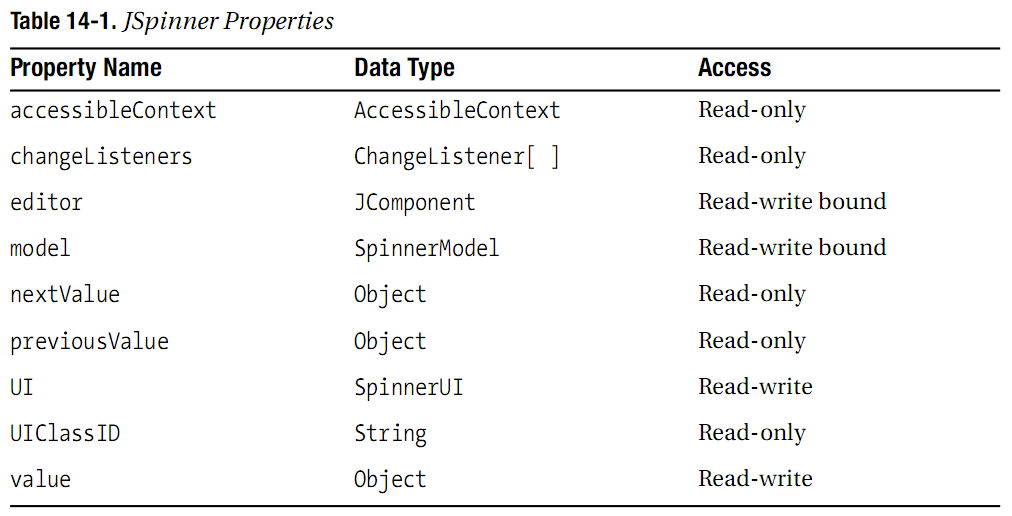 Table 14-1. JSpinner Properties
Property Name Data Type Access
accessibleContext AccessibleContext Read-only
changeListeners ChangeListener[ ] Read-only
editor JComponent Read-write bound
model SpinnerModel Read-write bound
nextValue Object Read-only
previousValue Object Read-only
UI SpinnerUI Read-write
UIClassID String Read-only
value Object Read-write